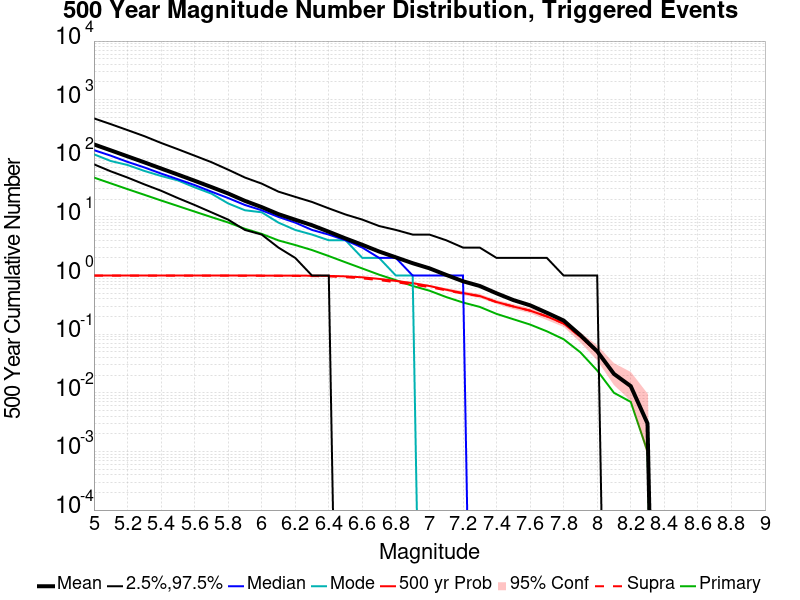 500 Year Magnitude Number Distribution, Triggered Events
10^4
10^3
10^2
10^1
10^0
10^-1
10^-2
10^-3
10^-4
500 Year Cumulative Number
5 5.2 5.4 5.6 5.8 6 6.2 6.4 6.6 6.8 7 7.2 7.4 7.6 7.8 8 8.2 8.4 8.6 8.8 9
Magnitude
Mean 2.5%,97.5% Median Mode 500 yr Prob 95% Conf Supra Primary